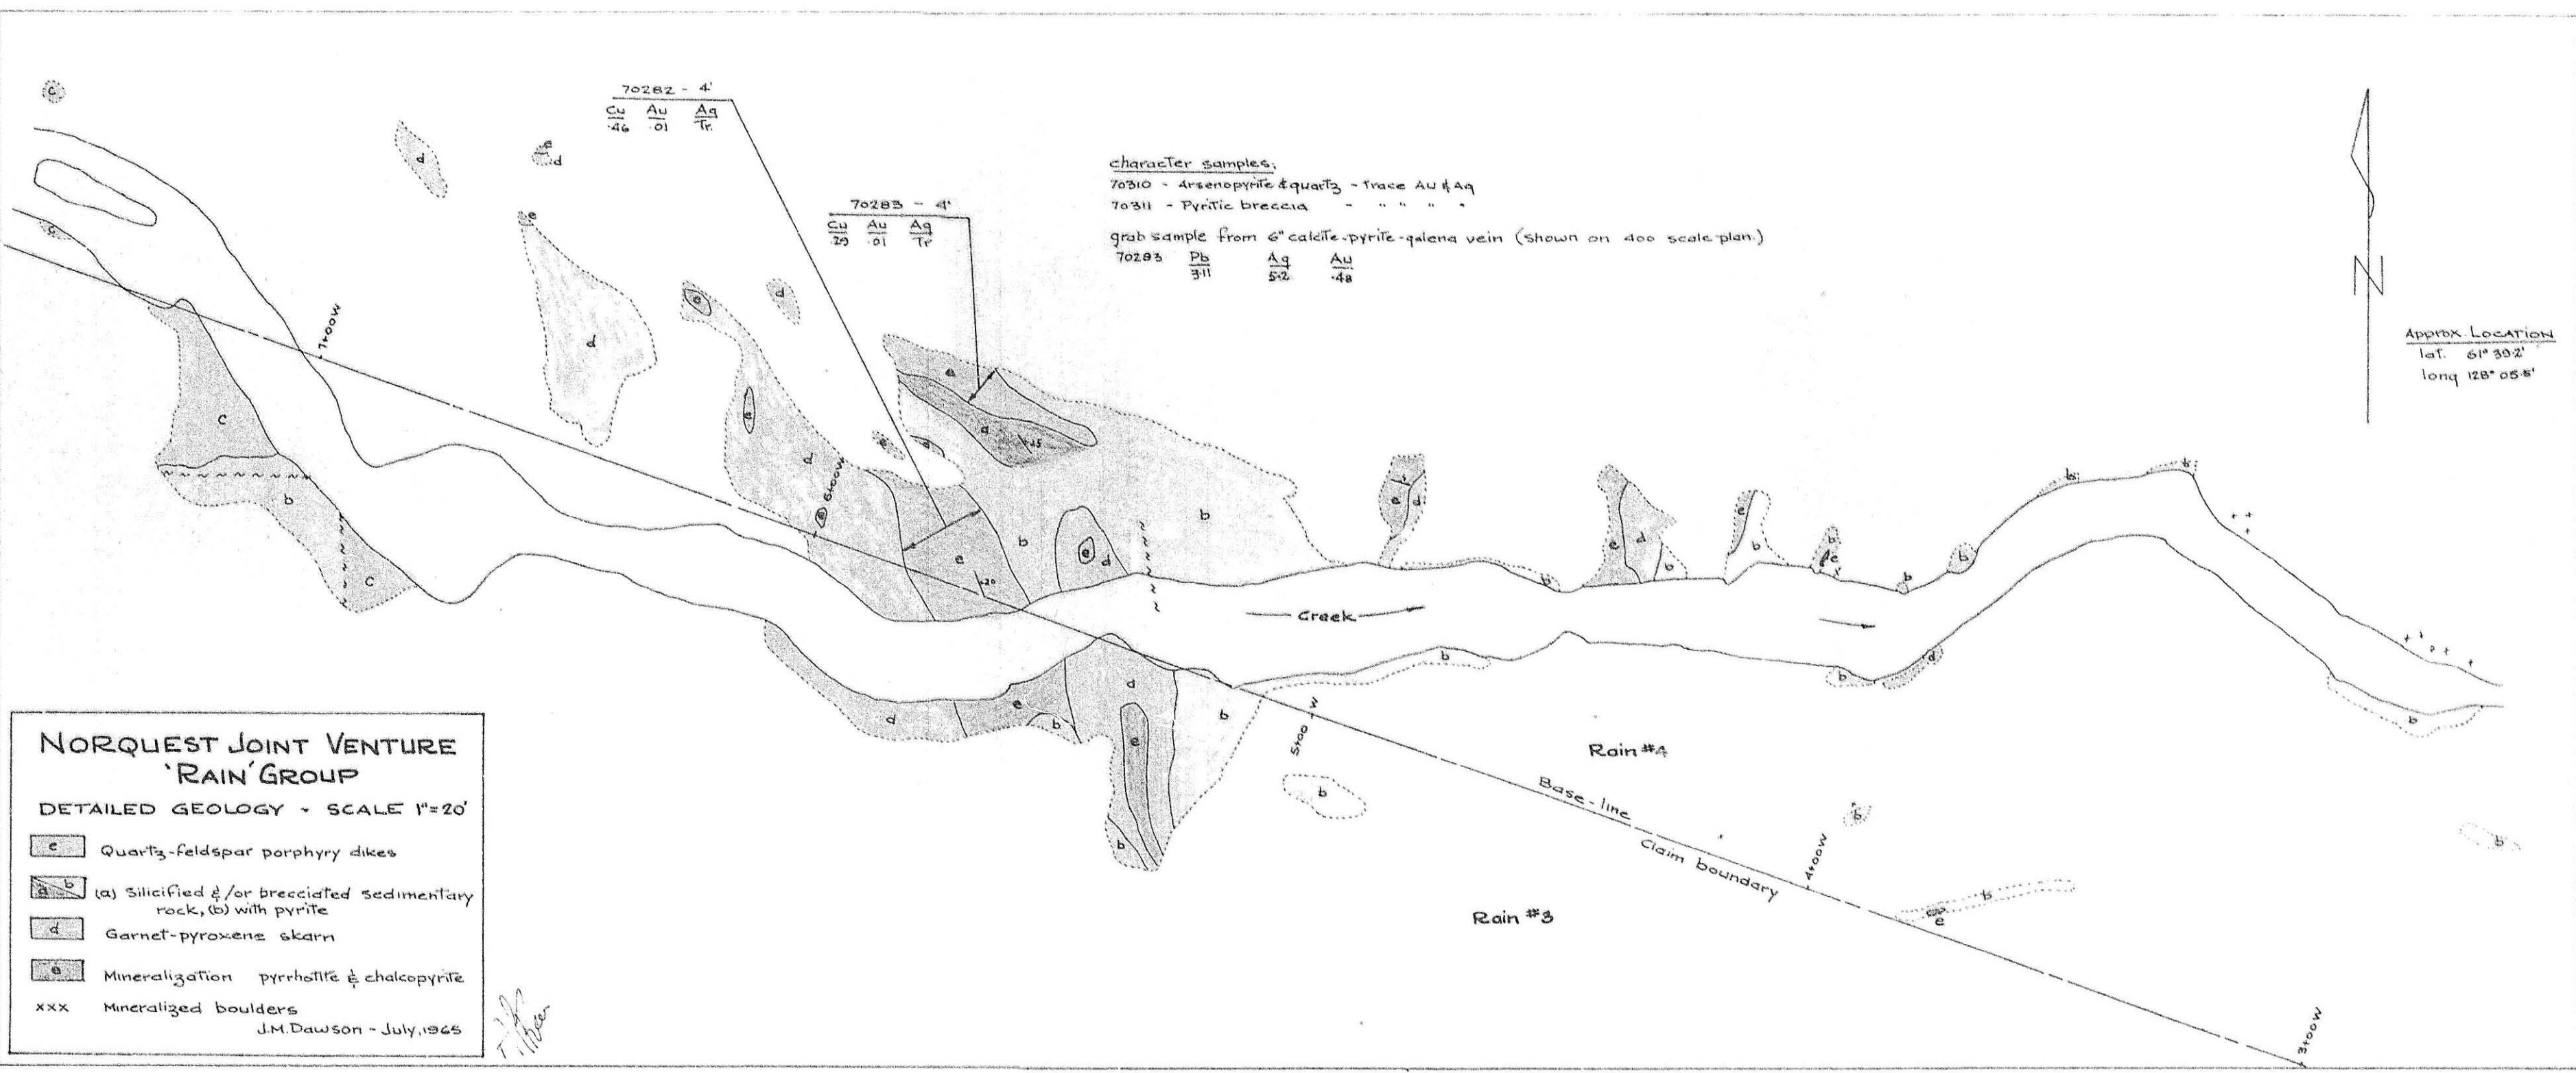 70282 - 4'
Cu Au Ag
.46 .01 Tr.
70283 - 4'
Cu Au Ag
.29 .01 Tr
character samples.
70310 - Arsenopyrite & quartz - Trace Au & Ag
70311 - Pyritic breccia - " " " "
grab sample from 6" calcite-pyrite-galena vein (shown on 400 scale plan.)
70283 Pb Ag Au
3.11 5.2 .48
N
Approx. LOCATION
lat. 61° 39.2'
long 128° 05.5'
7+00W
6+00W
5+00W
4+00W
3+00W
c
c
c
b
c
d
e
d
e
d
e
d
e
d
e
e
d
e
a
+25
e
+20
b
e
d
b
e
d
e
d
b
e
b
b
e
b
b
b
b
b
Creek
d
e
b
d
e
b
b
b
b
d
b
b
b
b
b
e
Rain #4
Base-line
Claim boundary
Rain #3
NORQUEST JOINT VENTURE
'RAIN' GROUP
DETAILED GEOLOGY - SCALE 1"=20'
e Quartz-feldspar porphyry dikes
a b (a) Silicified &/or brecciated sedimentary
rock, (b) with pyrite
d Garnet-pyroxene skarn
e Mineralization pyrrhotite & chalcopyrite
xxx Mineralized boulders
J.M. Dawson - July, 1965